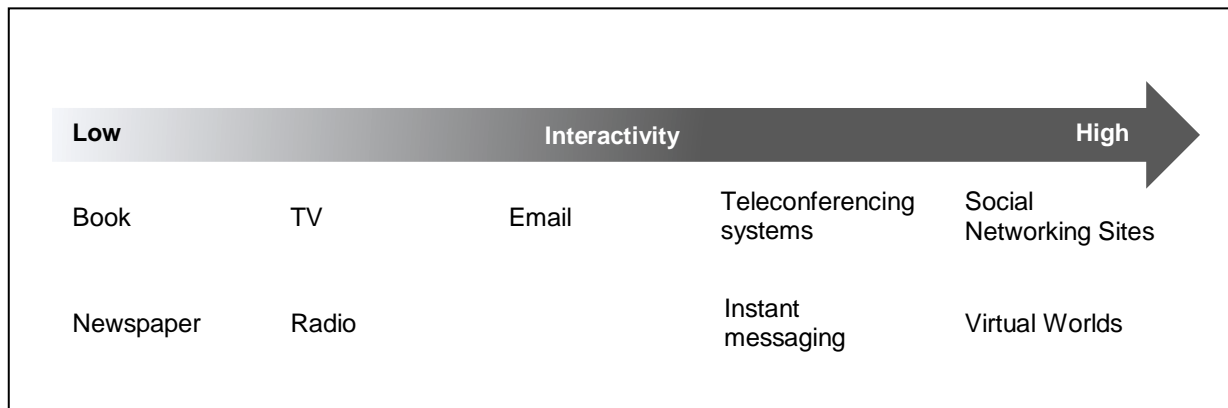 Low Interactivity High
Book TV Email Teleconferencing systems Social Networking Sites
Newspaper Radio Instant messaging Virtual Worlds